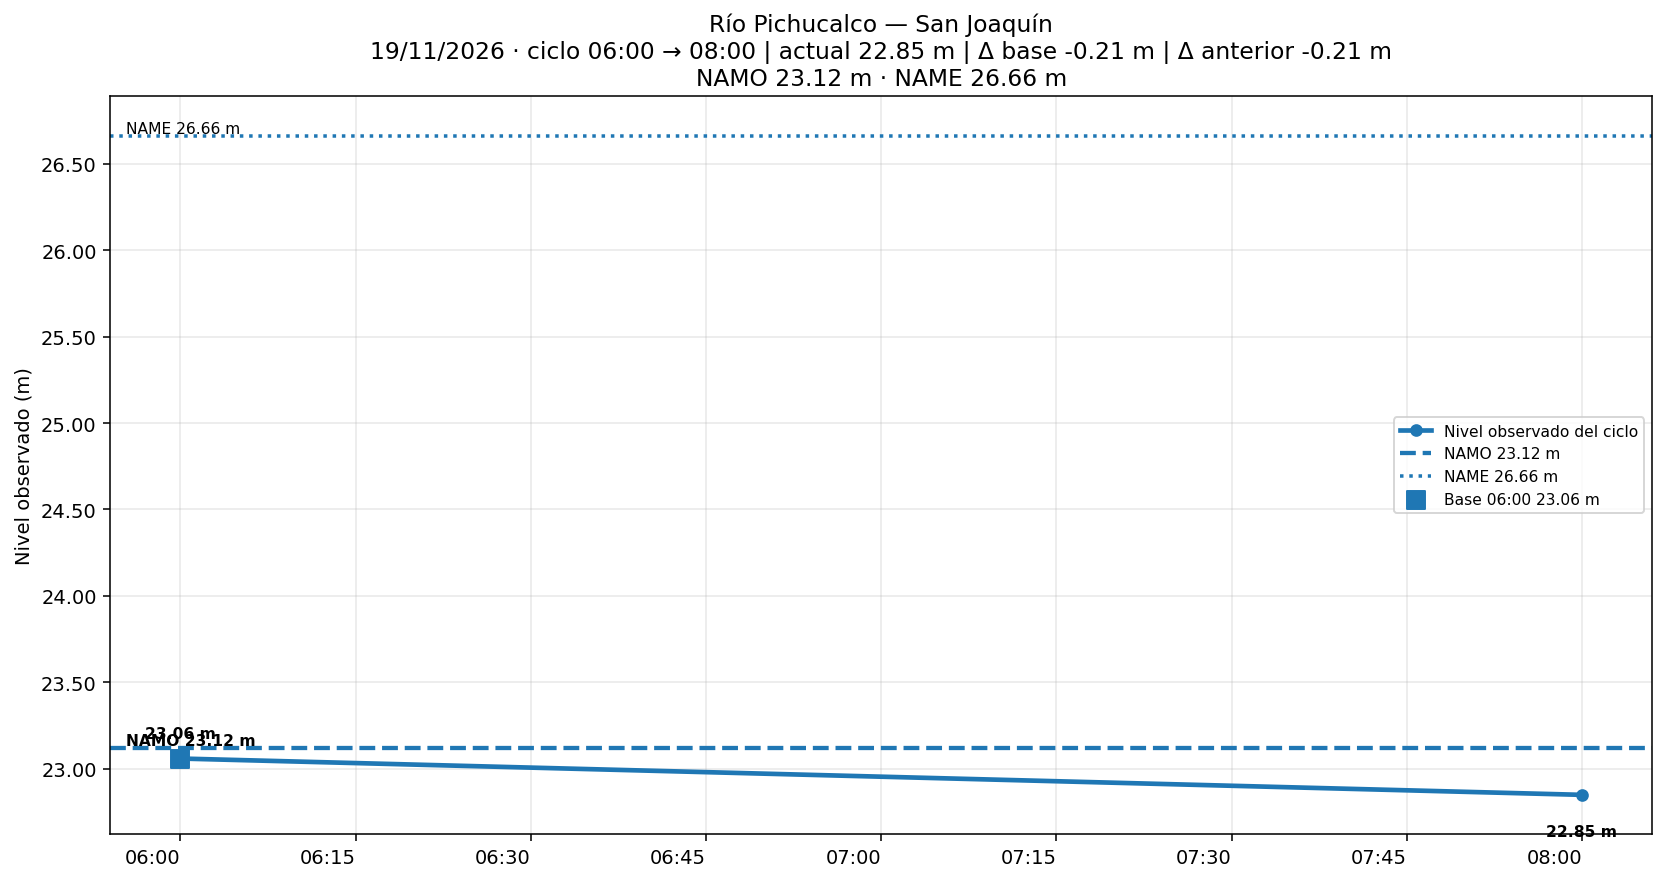 Río Pichucalco — San Joaquín
19/11/2026 · ciclo 06:00 → 08:00 | actual 22.85 m | Δ base -0.21 m | Δ anterior -0.21 m
NAMO 23.12 m · NAME 26.66 m
NAME 26.66 m
26.50
26.00
25.50
25.00
24.50
24.00
23.50
23.00
Nivel observado (m)
Nivel observado del ciclo
NAMO 23.12 m
NAME 26.66 m
Base 06:00 23.06 m
23.06 m
NAMO 23.12 m
22.85 m
06:00
06:15
06:30
06:45
07:00
07:15
07:30
07:45
08:00